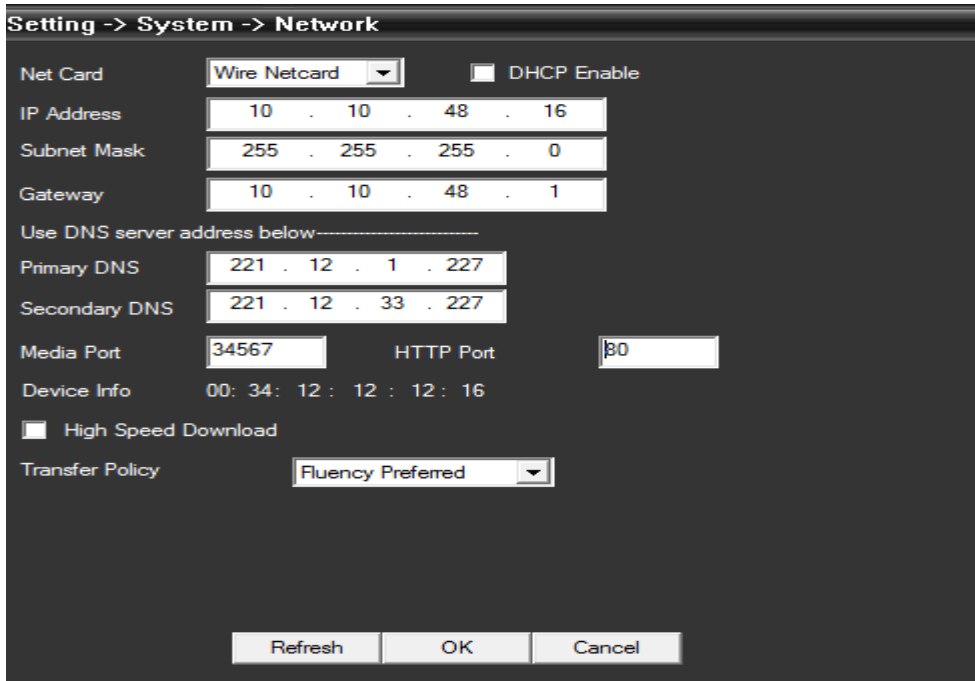 Setting -> System -> Network
Net Card Wire Netcard DHCP Enable
IP Address 10 . 10 . 48 . 16
Subnet Mask 255 . 255 . 255 . 0
Gateway 10 . 10 . 48 . 1
Use DNS server address below---------------------------
Primary DNS 221 . 12 . 1 . 227
Secondary DNS 221 . 12 . 33 . 227
Media Port 34567 HTTP Port 80
Device Info 00: 34: 12 : 12 : 12 : 16
High Speed Download
Transfer Policy Fluency Preferred
Refresh OK Cancel